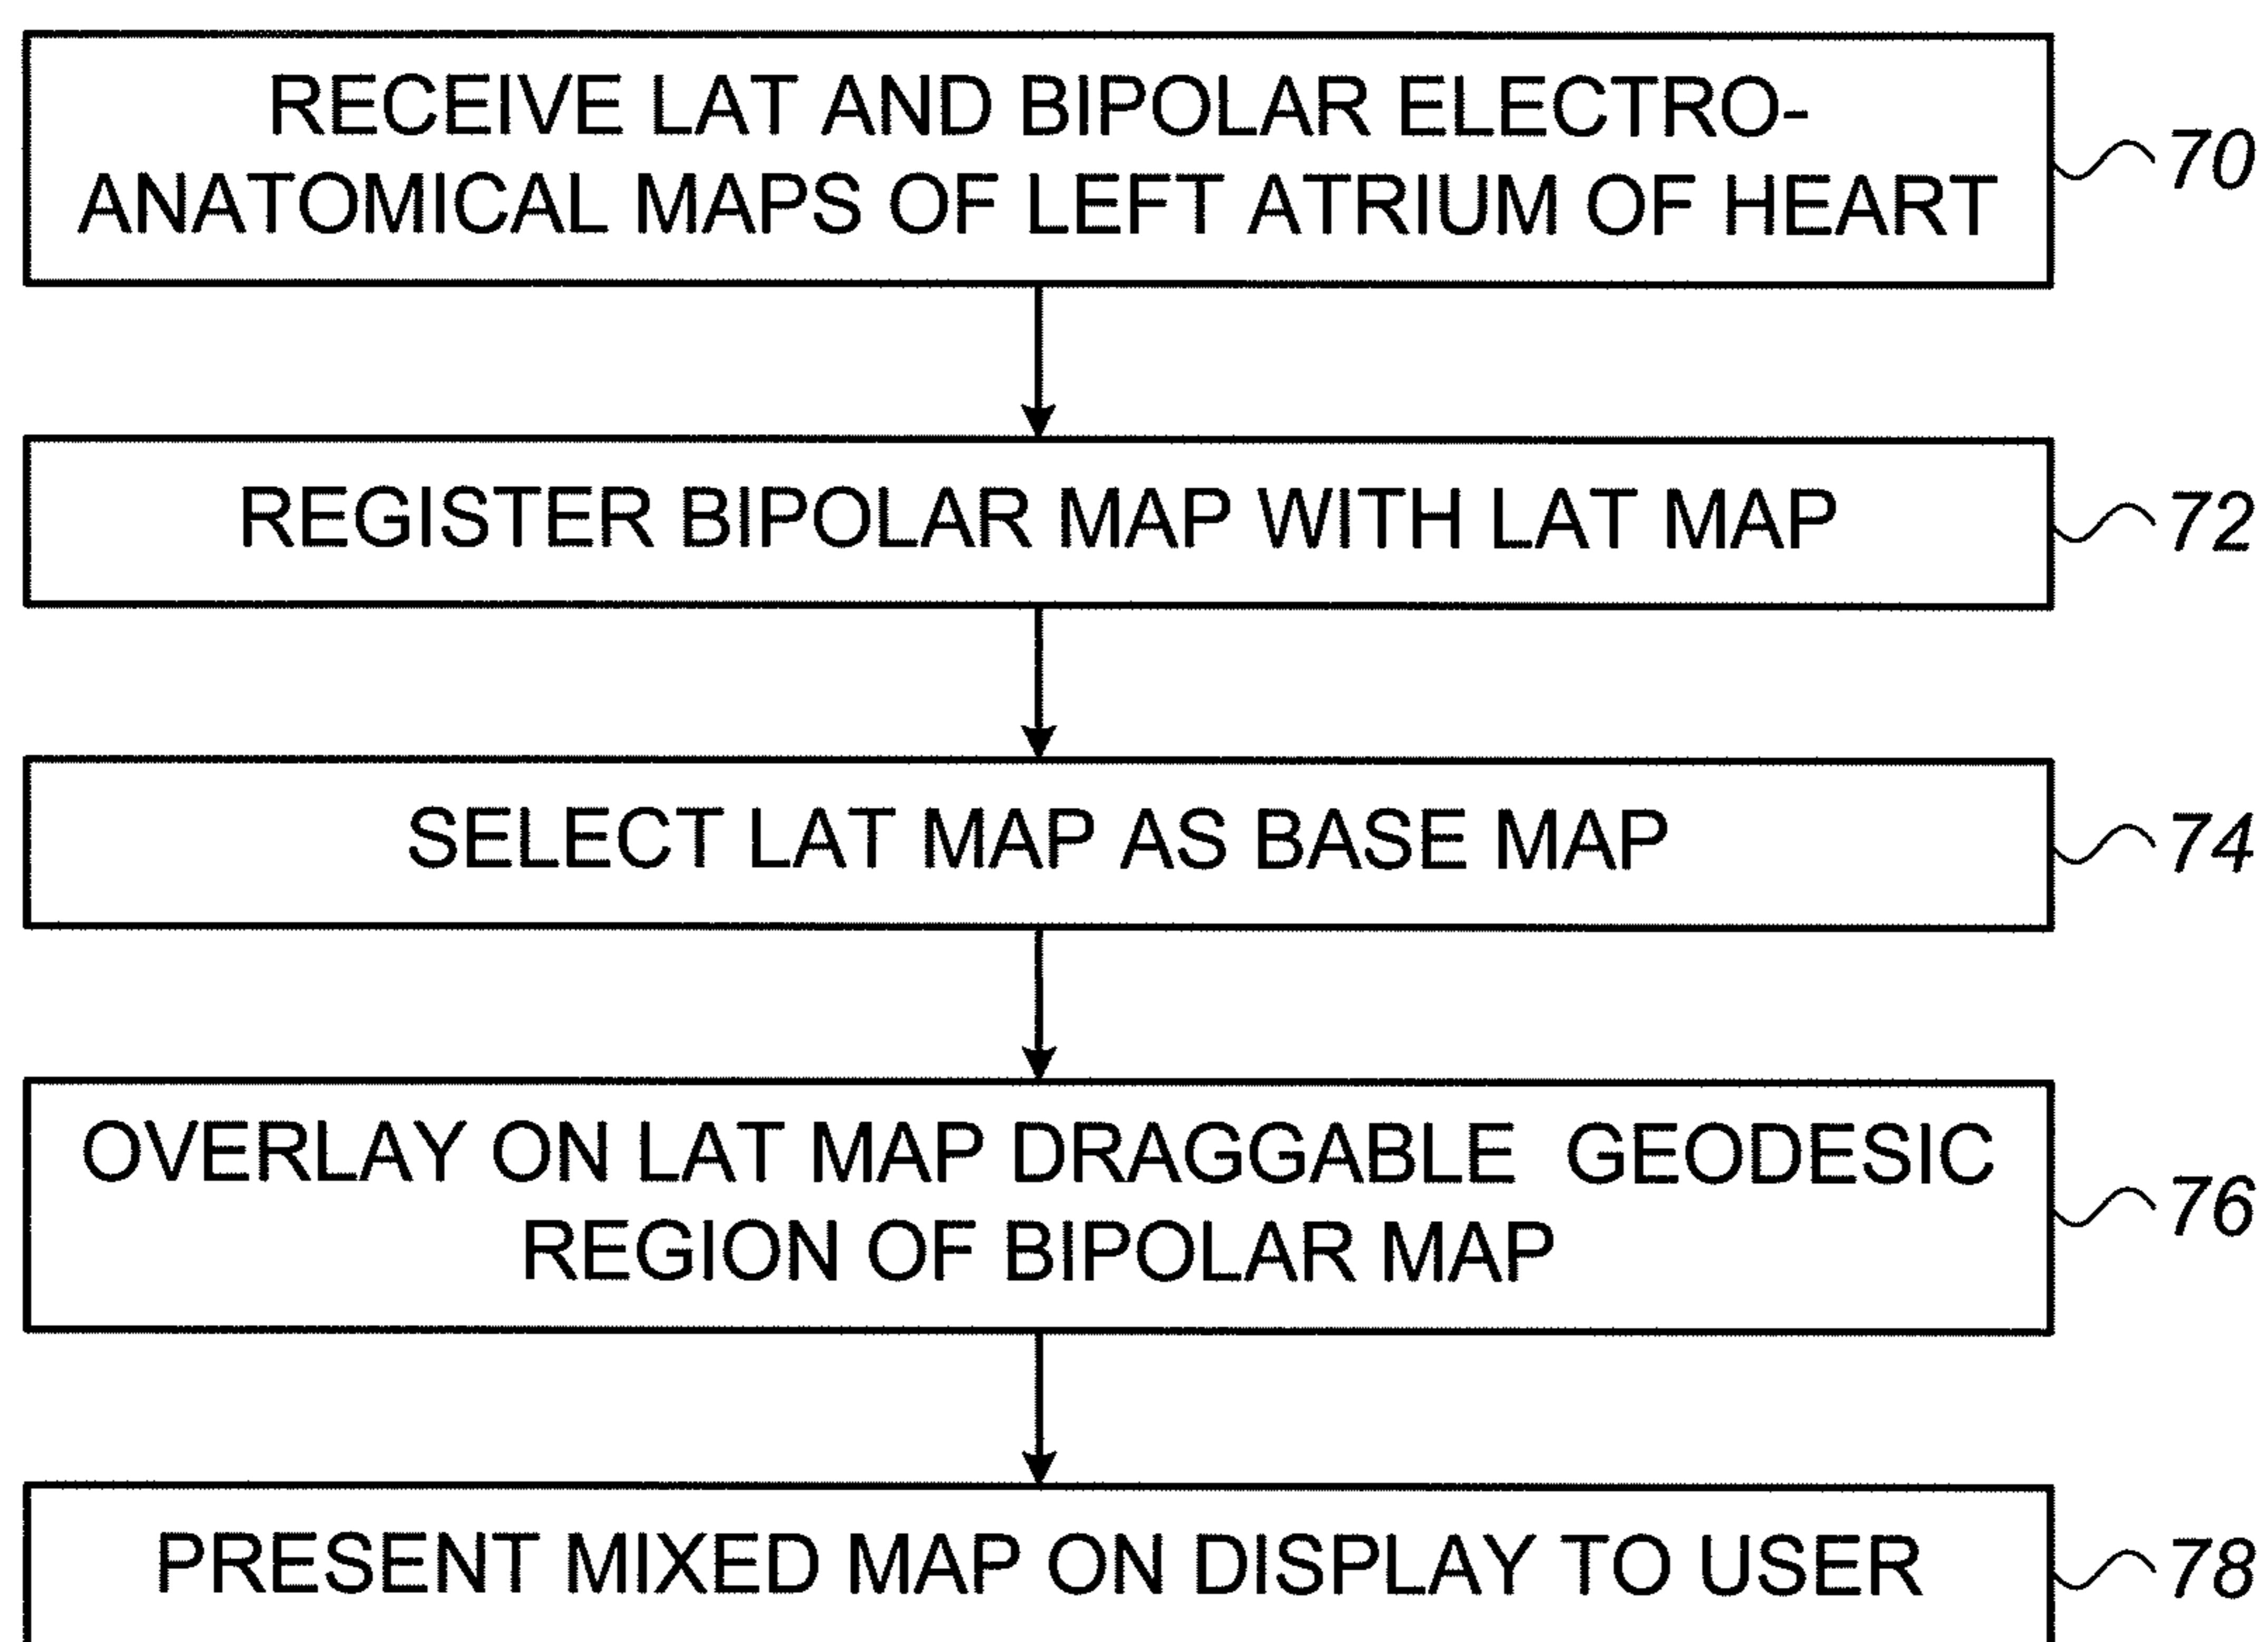 RECEIVE LAT AND BIPOLAR ELECTRO-
ANATOMICAL MAPS OF LEFT ATRIUM OF HEART
70
REGISTER BIPOLAR MAP WITH LAT MAP
72
SELECT LAT MAP AS BASE MAP
74
OVERLAY ON LAT MAP DRAGGABLE GEODESIC
REGION OF BIPOLAR MAP
76
PRESENT MIXED MAP ON DISPLAY TO USER
78